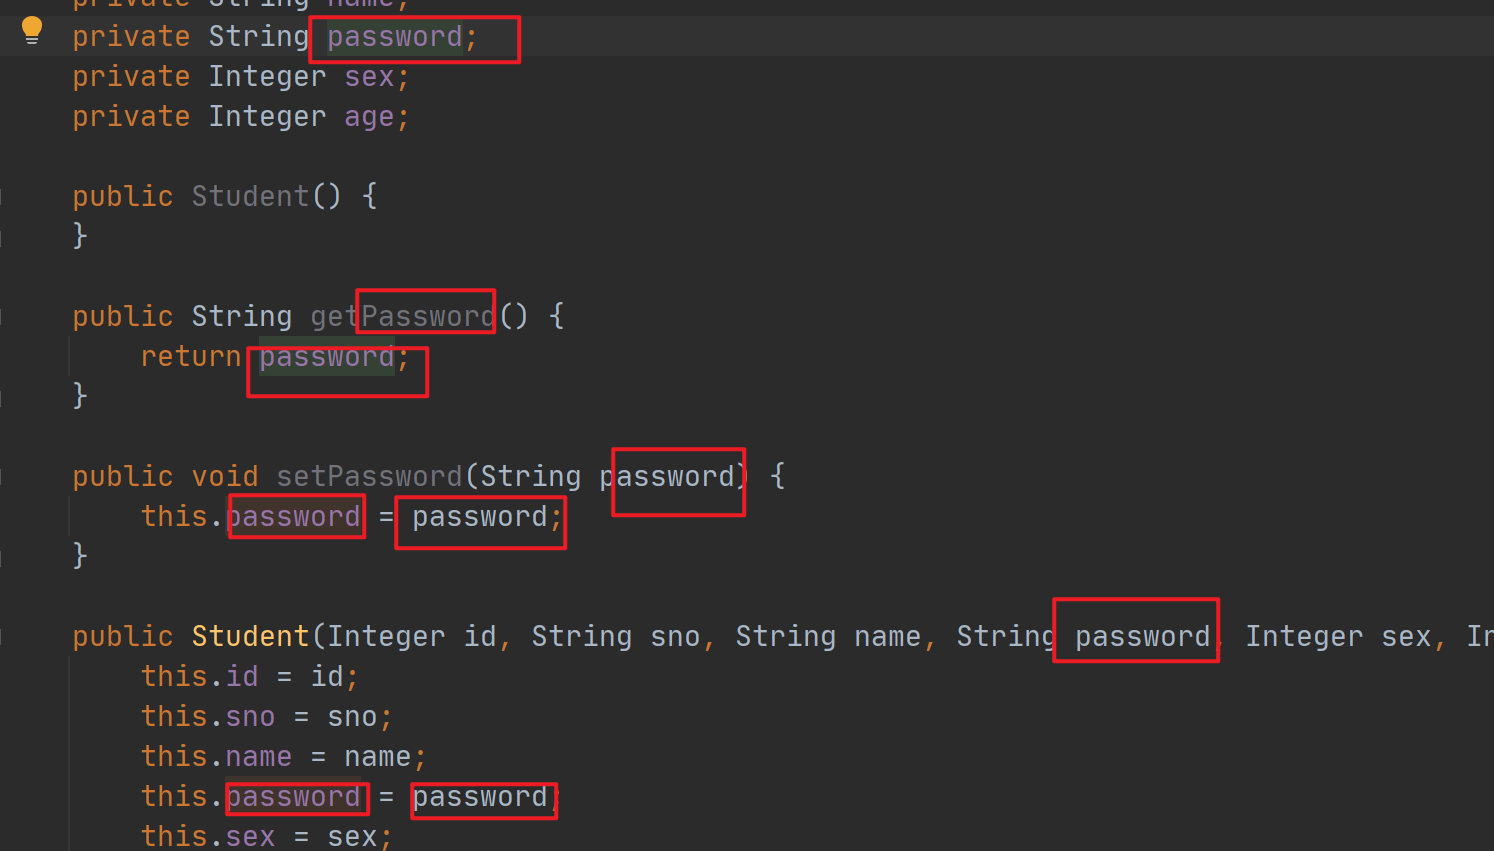 private String name;
private String password;
private Integer sex;
private Integer age;
public Student() {
}
public String getPassword() {
return password;
}
public void setPassword(String password) {
this.password = password;
}
public Student(Integer id, String sno, String name, String password, Integer sex, In
this.id = id;
this.sno = sno;
this.name = name;
this.password = password;
this.sex = sex;